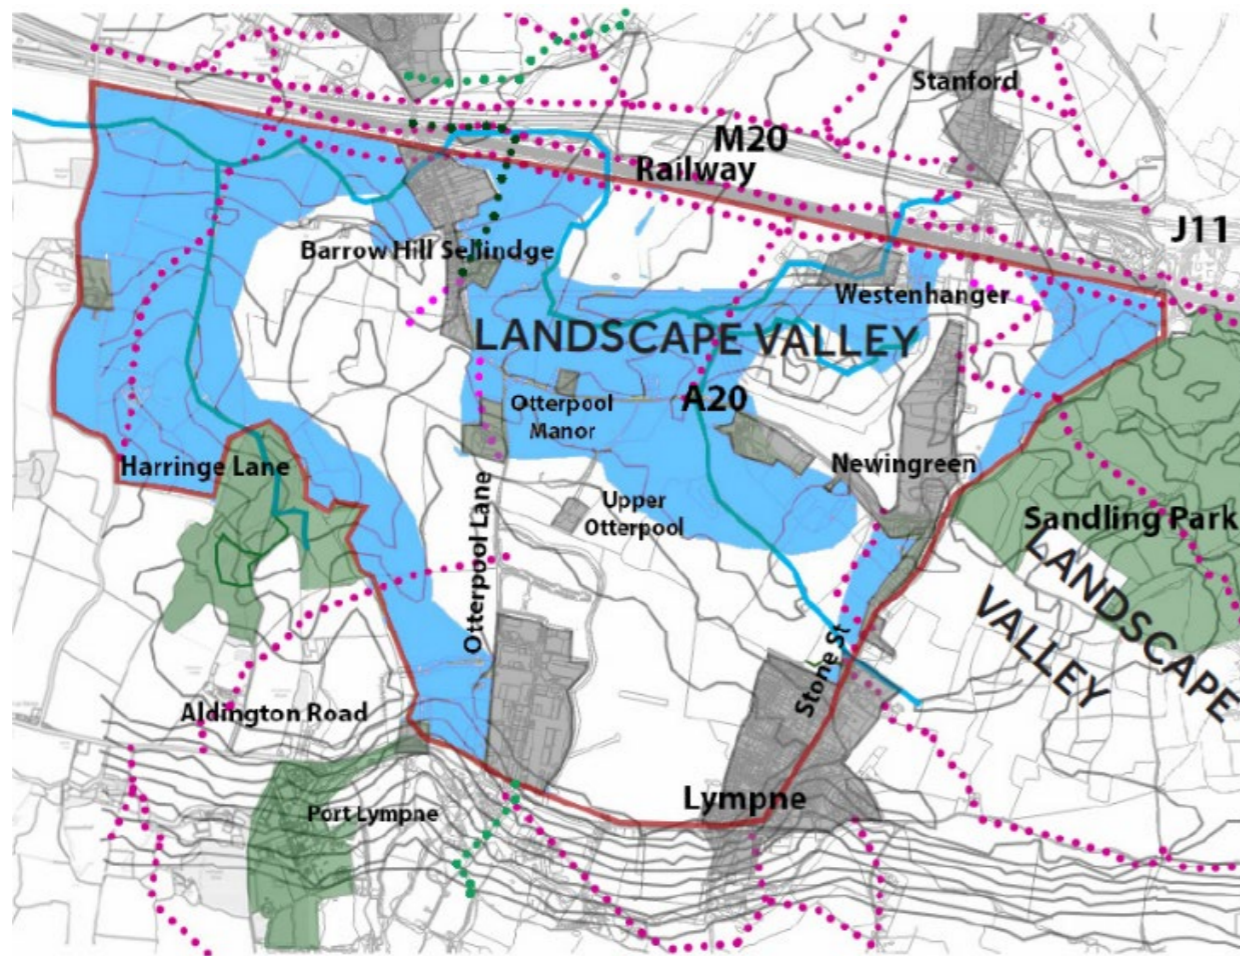 Stanford
M20
Railway
J11
Barrow Hill Sellindge
Westenhanger
LANDSCAPE VALLEY
A20
Otterpool
Manor
Harringe Lane
Newingreen
Upper
Otterpool
Sandling Park
LANDSCAPE
VALLEY
Otterpool Lane
Stone St
Aldington Road
Lympne
Port Lympne